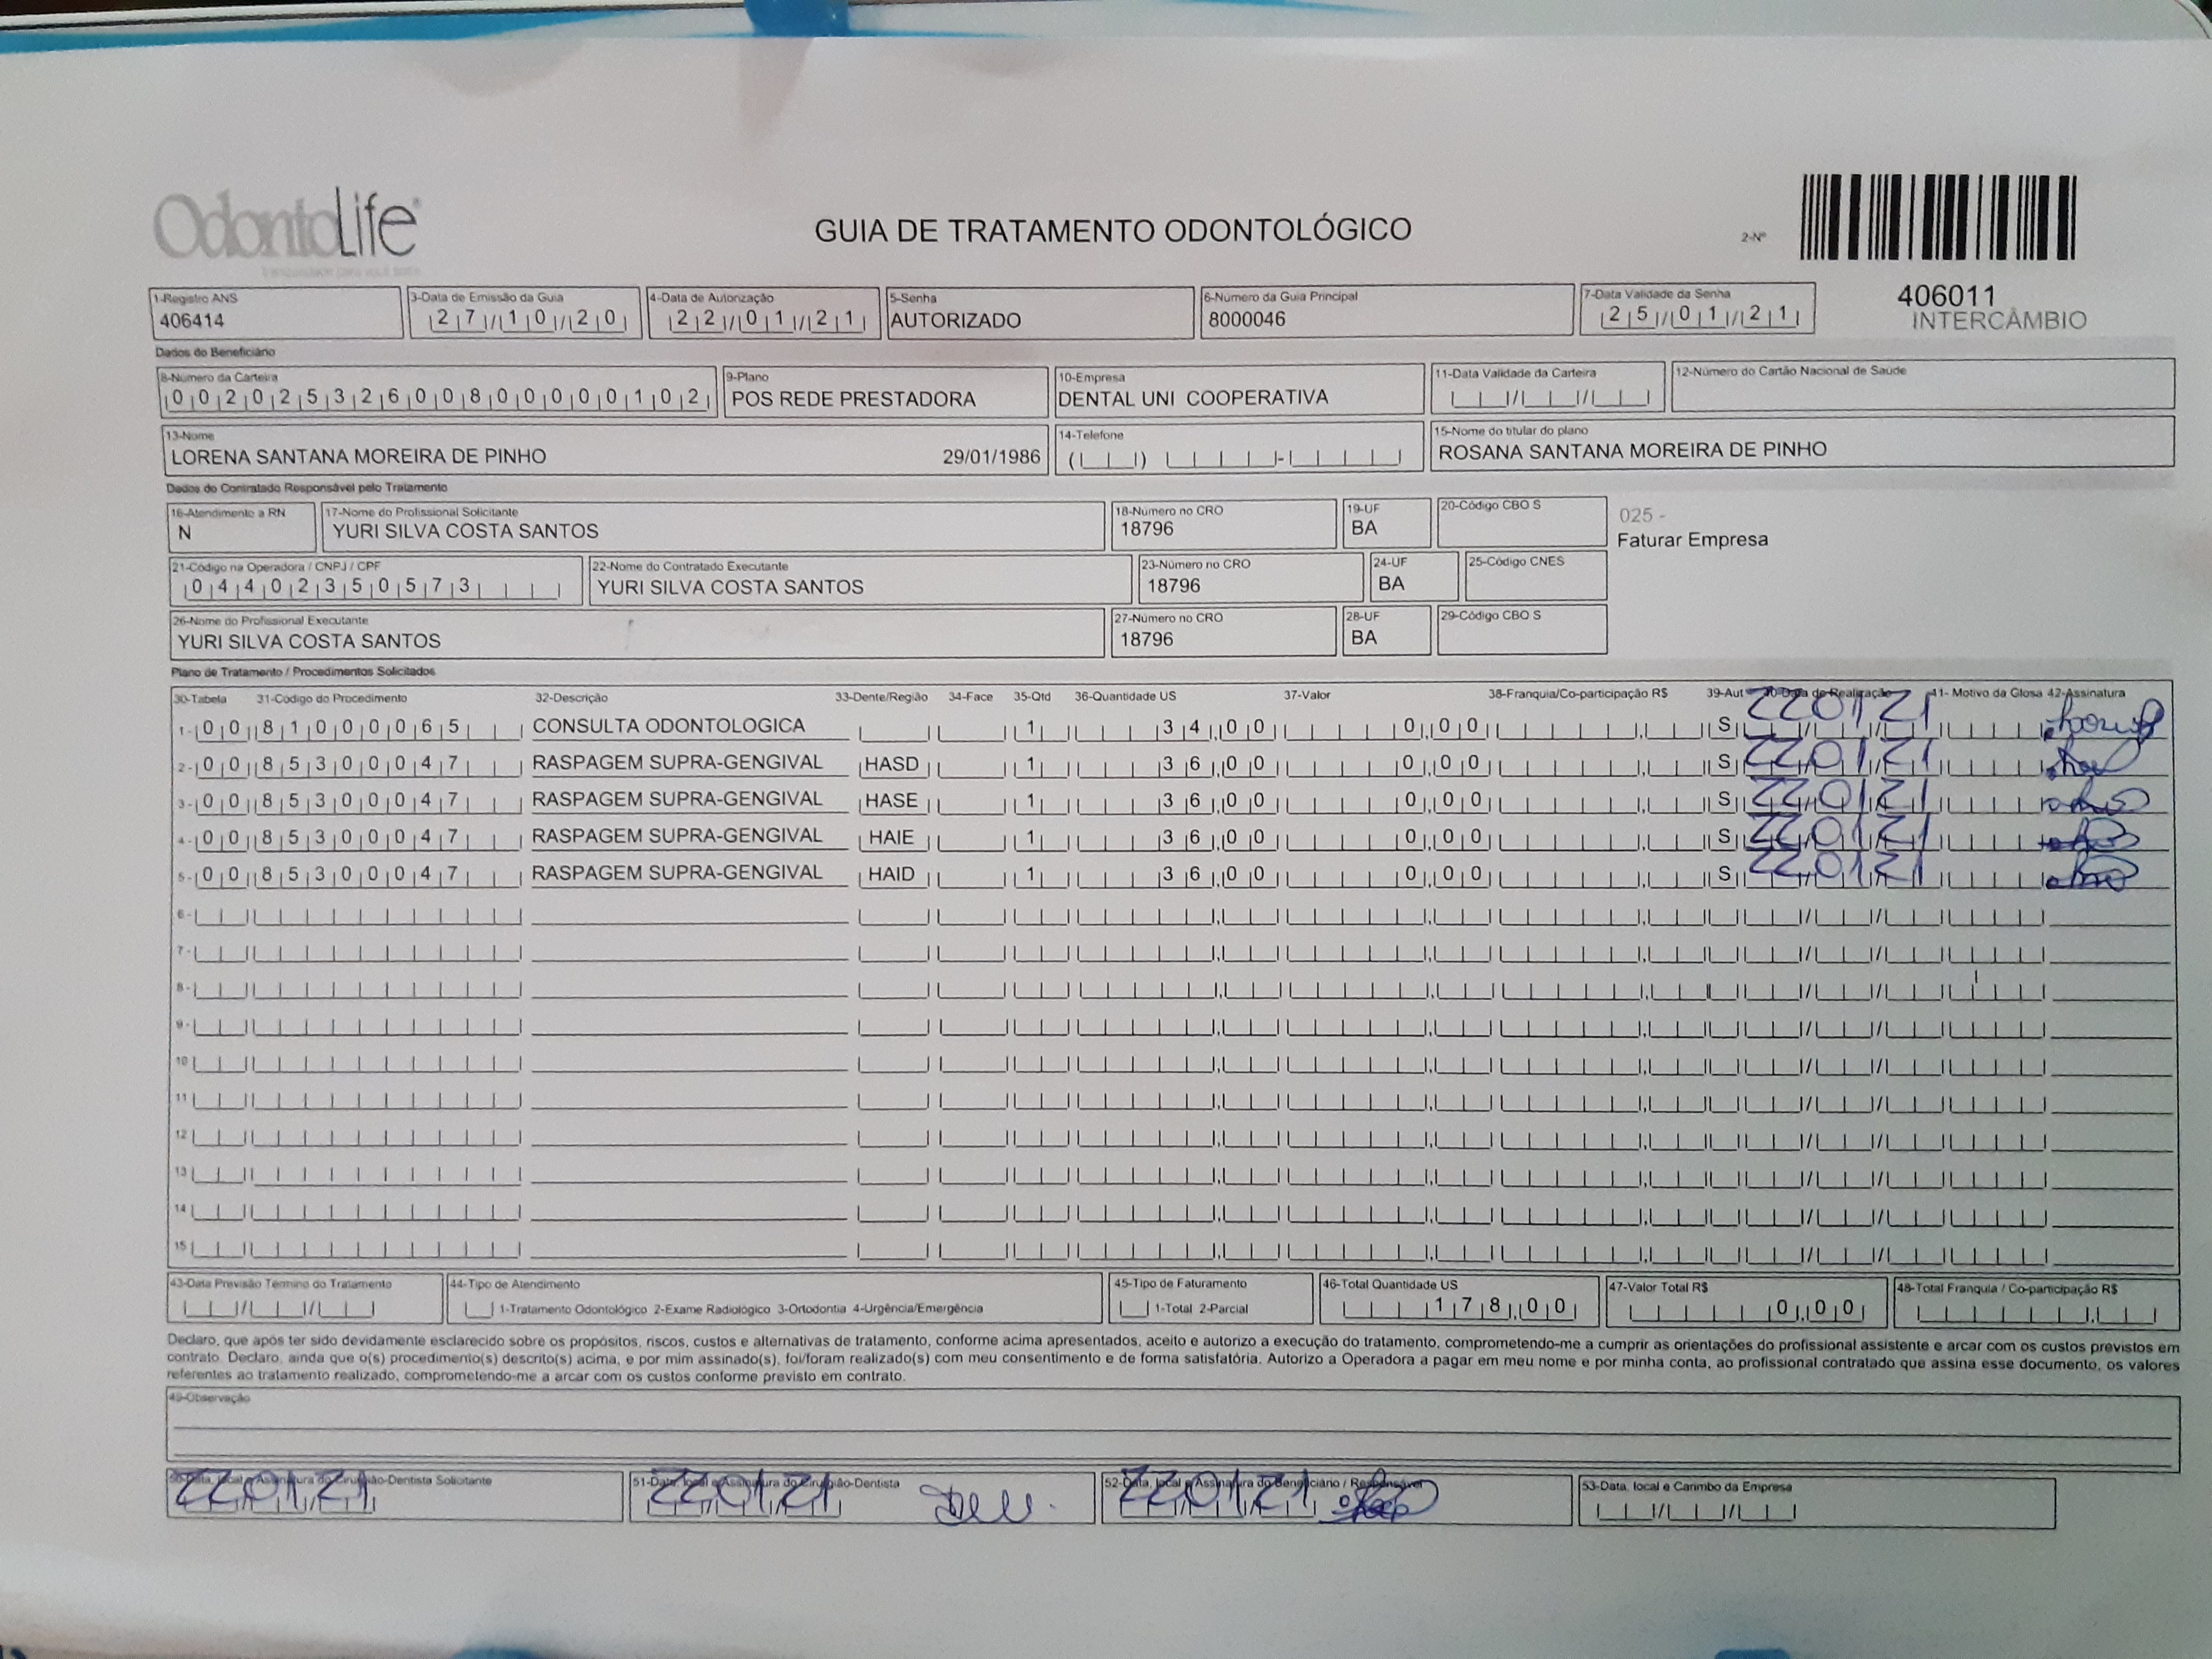 OdontoLife
GUIA DE TRATAMENTO ODONTOLÓGICO
2-Nº
406011
INTERCÂMBIO
1-Registro ANS
406414
3-Data de Emissão da Guia
27/10/20
4-Data de Autorização
22/01/21
5-Senha
AUTORIZADO
6-Número da Guia Principal
8000046
7-Data Validade da Senha
25/01/21
Dados do Beneficiário
8-Número da Carteira
00202532600800000102
9-Plano
POS REDE PRESTADORA
10-Empresa
DENTAL UNI COOPERATIVA
11-Data Validade da Carteira
12-Número do Cartão Nacional de Saúde
13-Nome
LORENA SANTANA MOREIRA DE PINHO 29/01/1986
14-Telefone
15-Nome do titular do plano
ROSANA SANTANA MOREIRA DE PINHO
Dados do Contratado Responsável pelo Tratamento
16-Atendimento a RN
N
17-Nome do Profissional Solicitante
YURI SILVA COSTA SANTOS
18-Número no CRO
18796
19-UF
BA
20-Código CBO S
025 -
Faturar Empresa
21-Código na Operadora / CNPJ / CPF
04402350573
22-Nome do Contratado Executante
YURI SILVA COSTA SANTOS
23-Número no CRO
18796
24-UF
BA
25-Código CNES
26-Nome do Profissional Executante
YURI SILVA COSTA SANTOS
27-Número no CRO
18796
28-UF
BA
29-Código CBO S
Plano de Tratamento / Procedimentos Solicitados
30-Tabela 31-Código do Procedimento 32-Descrição 33-Dente/Região 34-Face 35-Qtd 36-Quantidade US 37-Valor 38-Franquia/Co-participação R$ 39-Aut 40-Data de Realização 41- Motivo da Glosa 42-Assinatura
1- 00 81000065 CONSULTA ODONTOLOGICA 1 34,00 0,00 S 22 01 21
2- 00 85300047 RASPAGEM SUPRA-GENGIVAL HASD 1 36,00 0,00 S 22 01 21
3- 00 85300047 RASPAGEM SUPRA-GENGIVAL HASE 1 36,00 0,00 S 22 01 21
4- 00 85300047 RASPAGEM SUPRA-GENGIVAL HAIE 1 36,00 0,00 S 22 01 21
5- 00 85300047 RASPAGEM SUPRA-GENGIVAL HAID 1 36,00 0,00 S 22 01 21
6-
7-
8-
9-
10
11
12
13
14
15
43-Data Previsão Término do Tratamento
44-Tipo de Atendimento
1-Tratamento Odontológico 2-Exame Radiológico 3-Ortodontia 4-Urgência/Emergência
45-Tipo de Faturamento
1-Total 2-Parcial
46-Total Quantidade US
178,00
47-Valor Total R$
0,00
48-Total Franquia / Co-participação R$
Declaro, que após ter sido devidamente esclarecido sobre os propósitos, riscos, custos e alternativas de tratamento, conforme acima apresentados, aceito e autorizo a execução do tratamento, comprometendo-me a cumprir as orientações do profissional assistente e arcar com os custos previstos em
contrato. Declaro, ainda que o(s) procedimento(s) descrito(s) acima, e por mim assinado(s), foi/foram realizado(s) com meu consentimento e de forma satisfatória. Autorizo a Operadora a pagar em meu nome e por minha conta, ao profissional contratado que assina esse documento, os valores
referentes ao tratamento realizado, comprometendo-me a arcar com os custos conforme previsto em contrato.
49-Observação
50-Data, local e Assinatura do Cirurgião-Dentista Solicitante
22 01 21
51-Data, local e Assinatura do Cirurgião-Dentista
22 01 21
52-Data, local e Assinatura do Beneficiário / Responsável
22 01 21
53-Data, local e Carimbo da Empresa